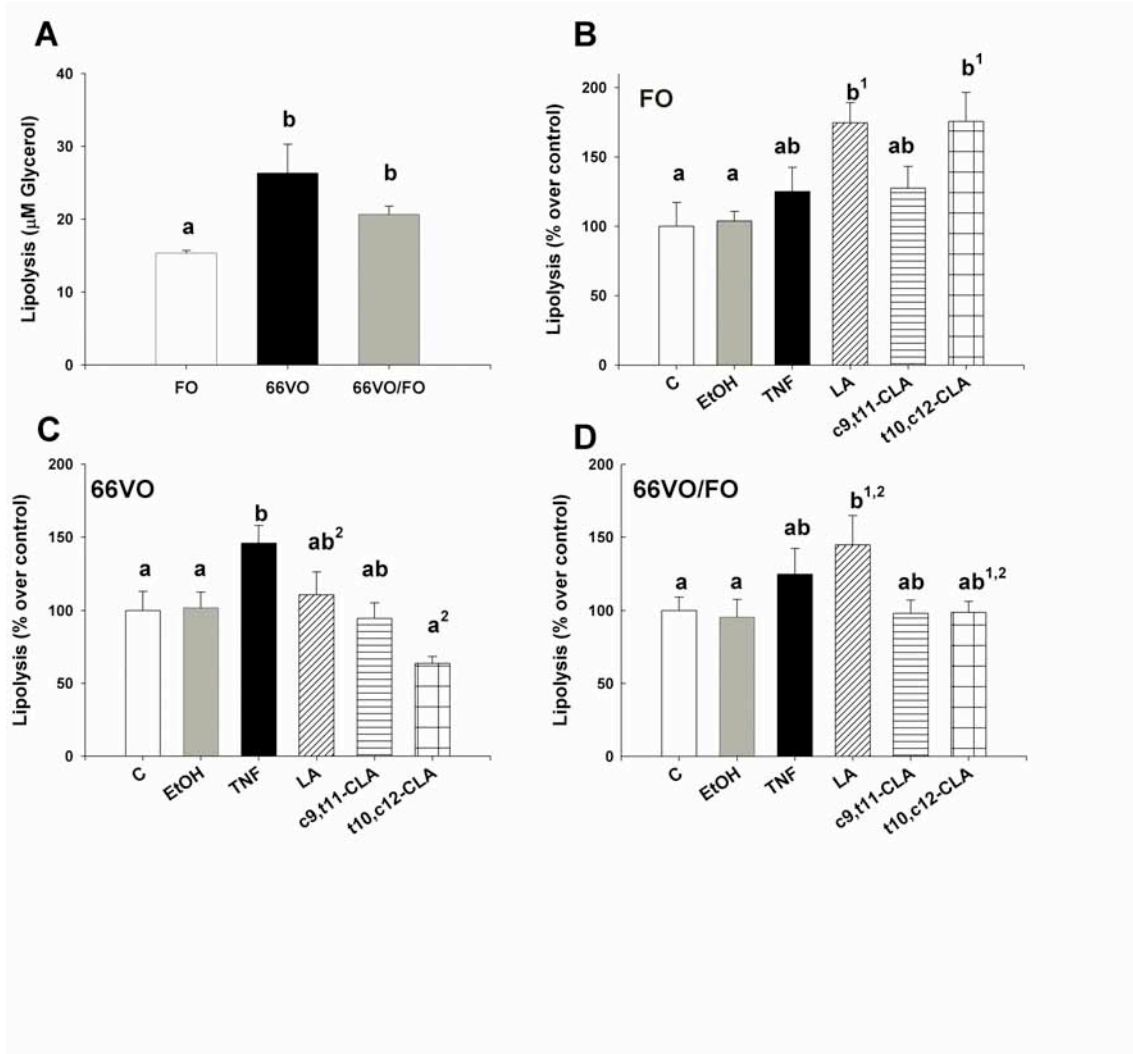 A
Lipolysis (μM Glycerol)
40
30
20
10
0
a
b
b
FO
66VO
66VO/FO
B
FO
Lipolysis (% over control)
200
150
100
50
0
a
a
ab
b¹
ab
b¹
C
EtOH
TNF
LA
c9,t11-CLA
t10,c12-CLA
C
66VO
Lipolysis (% over control)
200
150
100
50
0
a
a
b
ab²
ab
a²
C
EtOH
TNF
LA
c9,t11-CLA
t10,c12-CLA
D
66VO/FO
Lipolysis (% over control)
200
150
100
50
0
a
a
ab
b¹,²
ab
ab¹,²
C
EtOH
TNF
LA
c9,t11-CLA
t10,c12-CLA